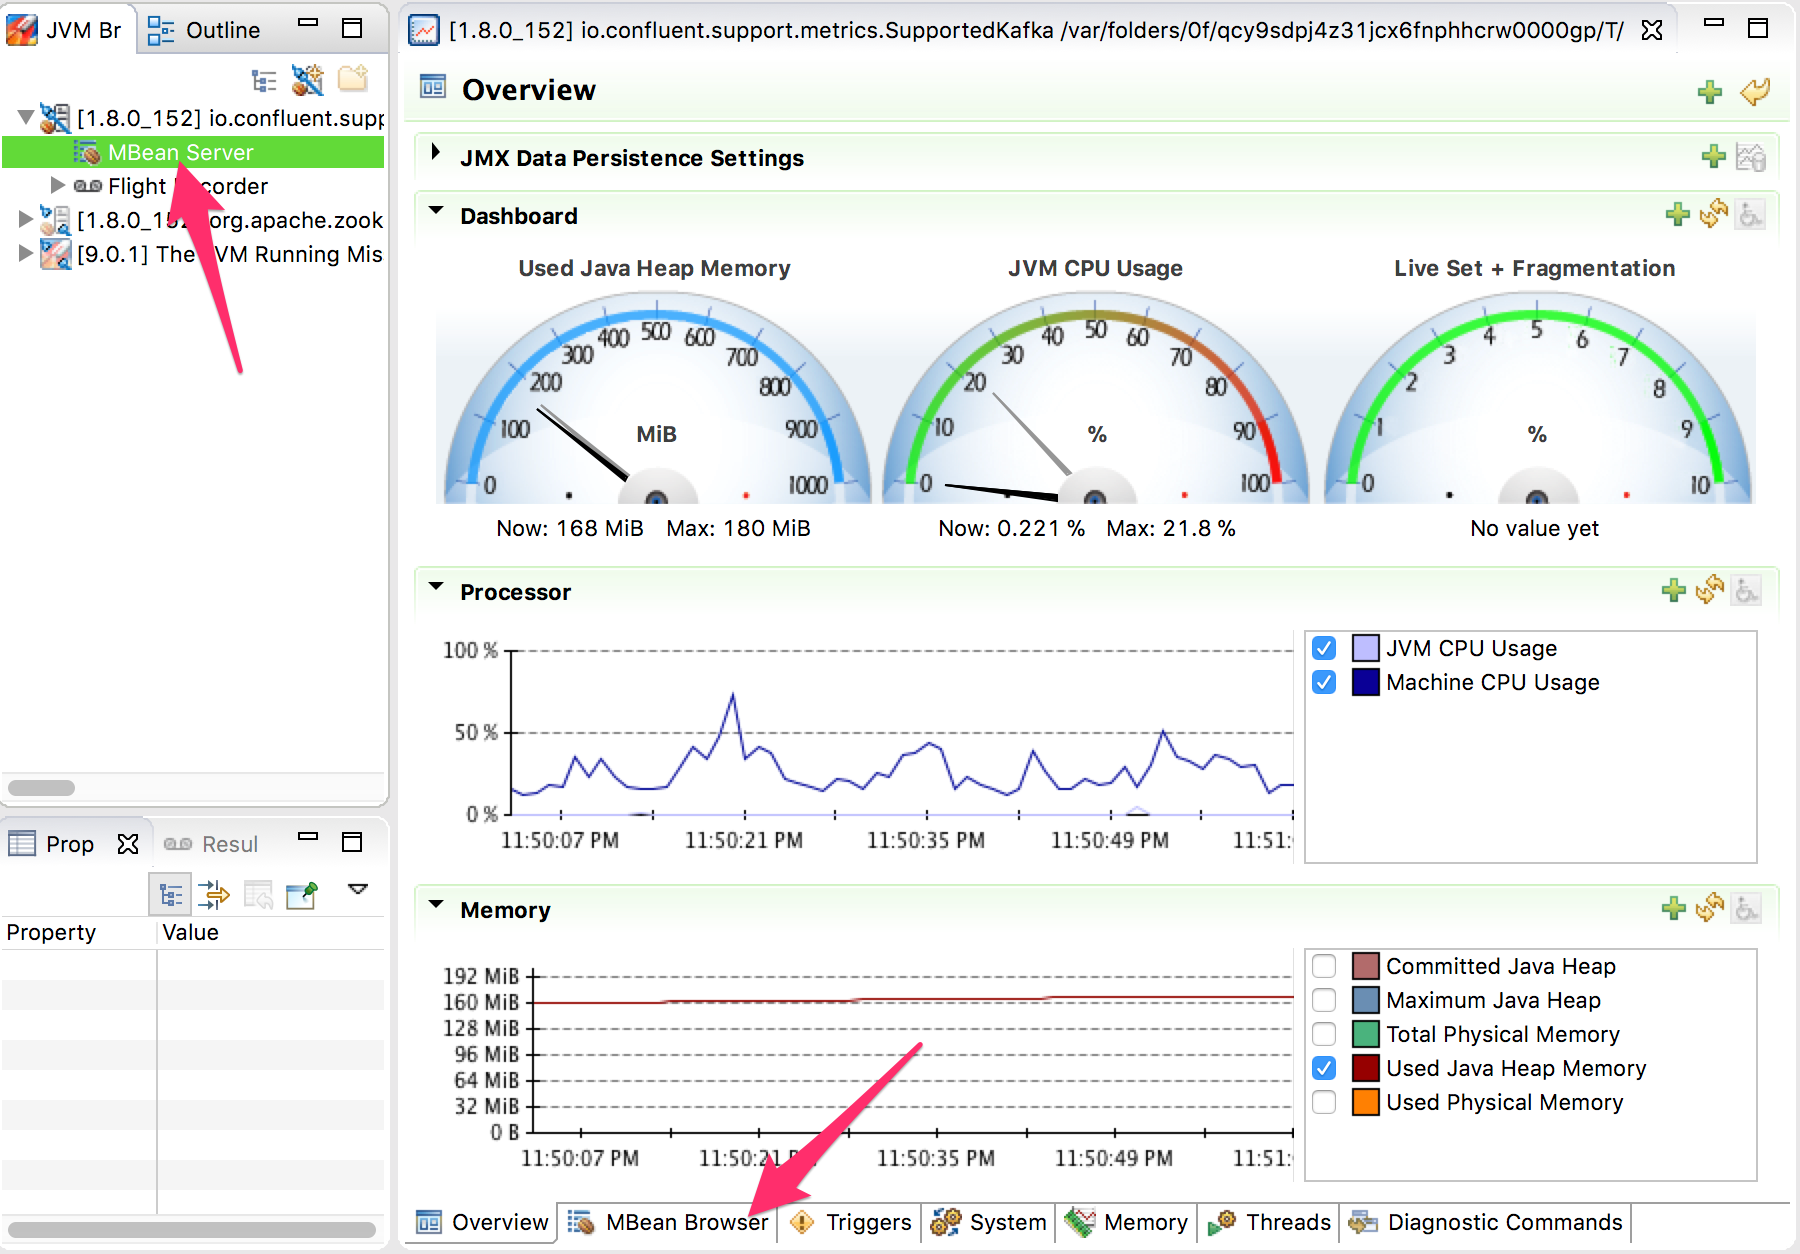 JVM Br
Outline
[1.8.0_152] io.confluent.supp
MBean Server
Flight corder
[1.8.0_15 org.apache.zook
[9.0.1] The VM Running Mis
Prop
Resul
Property
Value
[1.8.0_152] io.confluent.support.metrics.SupportedKafka /var/folders/0f/qcy9sdpj4z31jcx6fnphhcrw0000gp/T/
Overview
JMX Data Persistence Settings
Dashboard
Used Java Heap Memory
0 100 200 300 400 500 600 700 800 900 1000
MiB
Now: 168 MiB Max: 180 MiB
JVM CPU Usage
0 10 20 30 40 50 60 70 80 90 100
%
Now: 0.221 % Max: 21.8 %
Live Set + Fragmentation
0 1 2 3 4 5 6 7 8 9 10
%
No value yet
Processor
100 %
50 %
0 %
11:50:07 PM 11:50:21 PM 11:50:35 PM 11:50:49 PM 11:51:
JVM CPU Usage
Machine CPU Usage
Memory
192 MiB
160 MiB
128 MiB
96 MiB
64 MiB
32 MiB
0 B
11:50:07 PM 11:50:21 P 11:50:35 PM 11:50:49 PM 11:51:
Committed Java Heap
Maximum Java Heap
Total Physical Memory
Used Java Heap Memory
Used Physical Memory
Overview
MBean Browser
Triggers
System
Memory
Threads
Diagnostic Commands